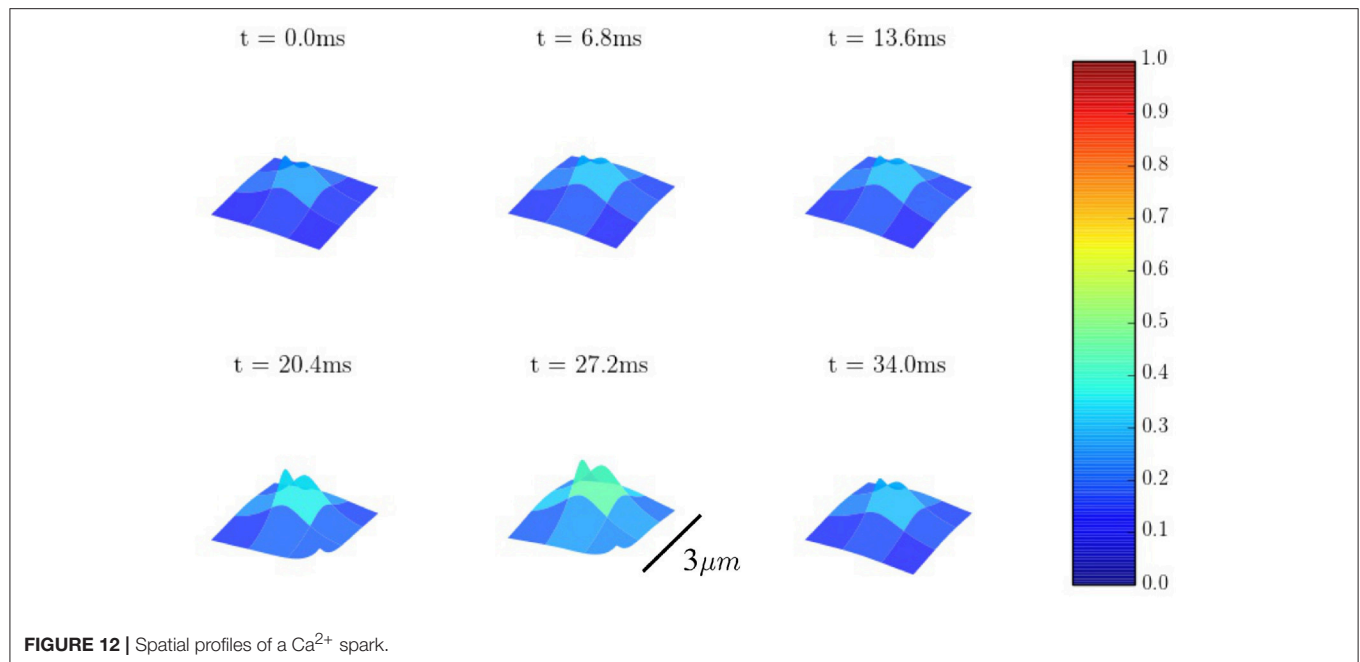 t = 0.0ms
t = 6.8ms
t = 13.6ms
t = 20.4ms
t = 27.2ms
t = 34.0ms
3μm
1.0
0.9
0.8
0.7
0.6
0.5
0.4
0.3
0.2
0.1
0.0
FIGURE 12 | Spatial profiles of a Ca²⁺ spark.